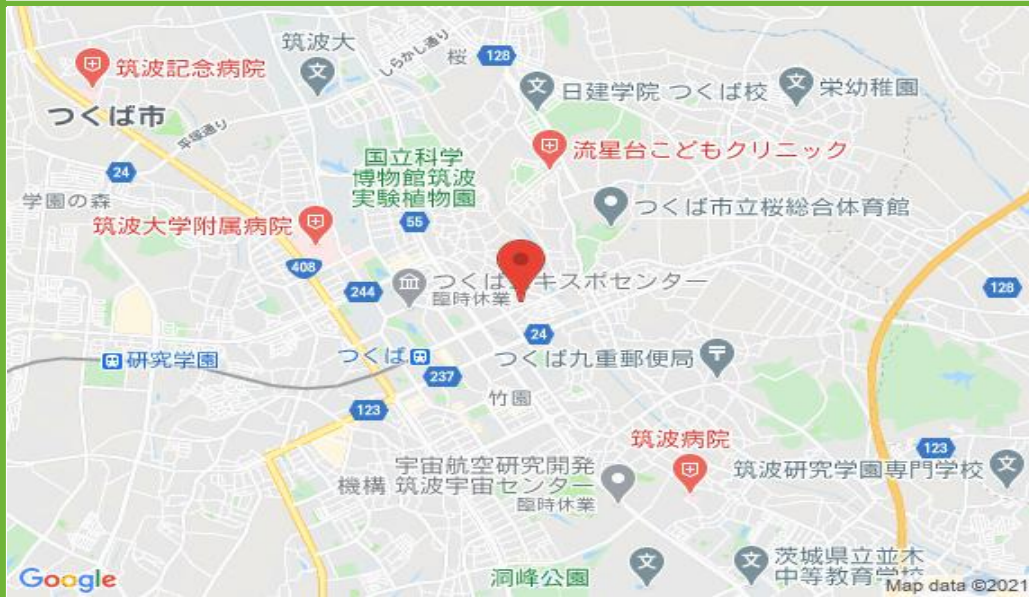 筑波大
しらかし通り
桜
128
筑波記念病院
日建学院 つくば校
栄幼稚園
つくば市
平塚通り
国立科学
博物館筑波
実験植物園
流星台こどもクリニック
24
学園の森
筑波大学附属病院
55
つくば市立桜総合体育館
408
244
つくば
キスポセンター
臨時休業
128
24
研究学園
つくば
つくば九重郵便局
237
竹園
123
筑波病院
123
宇宙航空研究開発
機構 筑波宇宙センター
臨時休業
筑波研究学園専門学校
洞峰公園
茨城県立並木
中等教育学校
Google
Map data ©2021